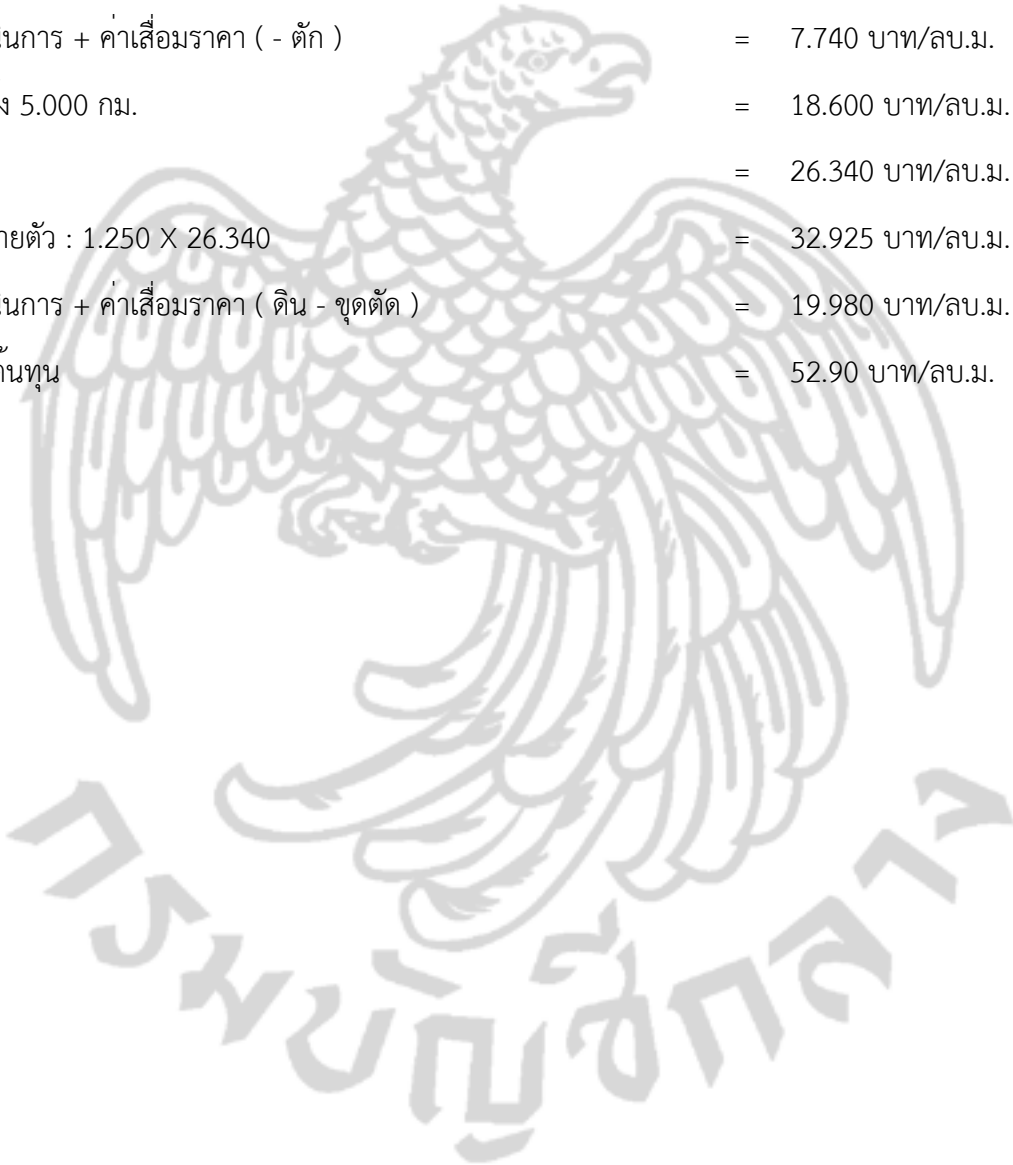 นินการ + ค่าเสื่อมราคา ( - ตัก ) = 7.740 บาท/ลบ.ม.
ง 5.000 กม. = 18.600 บาท/ลบ.ม.
= 26.340 บาท/ลบ.ม.
ายตัว : 1.250 X 26.340 = 32.925 บาท/ลบ.ม.
นินการ + ค่าเสื่อมราคา ( ดิน - ขุดตัด ) = 19.980 บาท/ลบ.ม.
้นทุน = 52.90 บาท/ลบ.ม.
กรมบัญชีกลาง